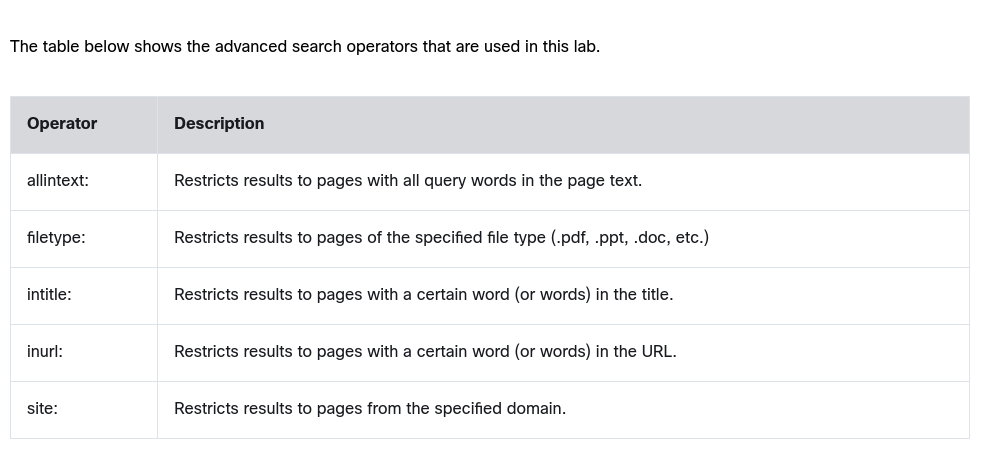 The table below shows the advanced search operators that are used in this lab.
Operator Description
allintext: Restricts results to pages with all query words in the page text.
filetype: Restricts results to pages of the specified file type (.pdf, .ppt, .doc, etc.)
intitle: Restricts results to pages with a certain word (or words) in the title.
inurl: Restricts results to pages with a certain word (or words) in the URL.
site: Restricts results to pages from the specified domain.